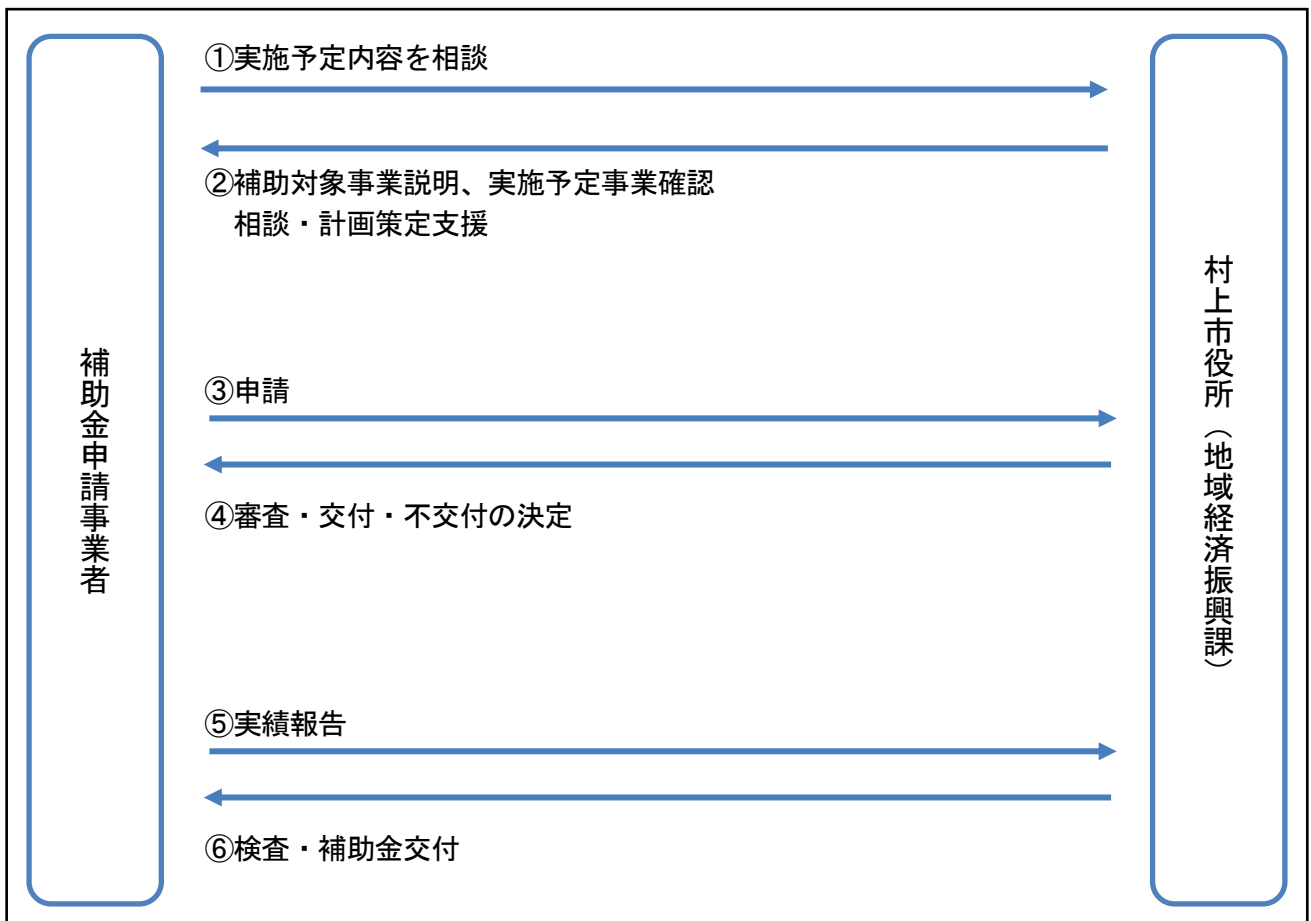 ①実施予定内容を相談
②補助対象事業説明、実施予定事業確認
相談・計画策定支援
③申請
④審査・交付・不交付の決定
⑤実績報告
⑥検査・補助金交付
補助金申請事業者
村上市役所（地域経済振興課）